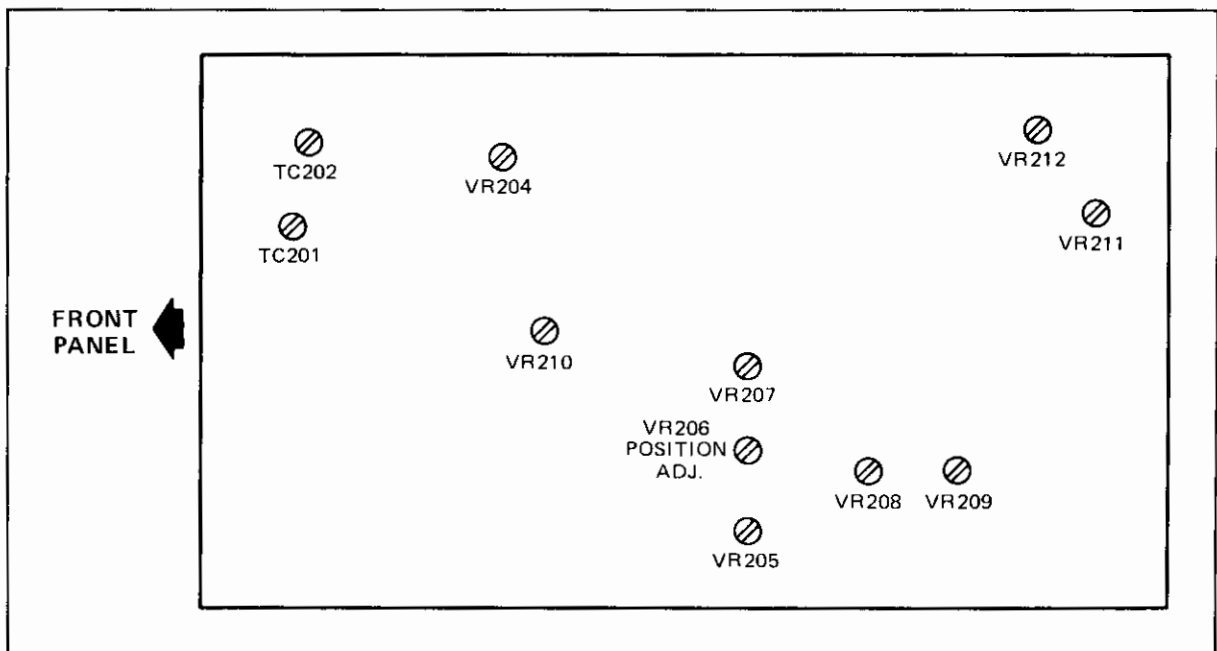 TC202
VR204
VR212
TC201
VR211
FRONT
PANEL
VR210
VR207
VR206
POSITION
ADJ.
VR208
VR209
VR205